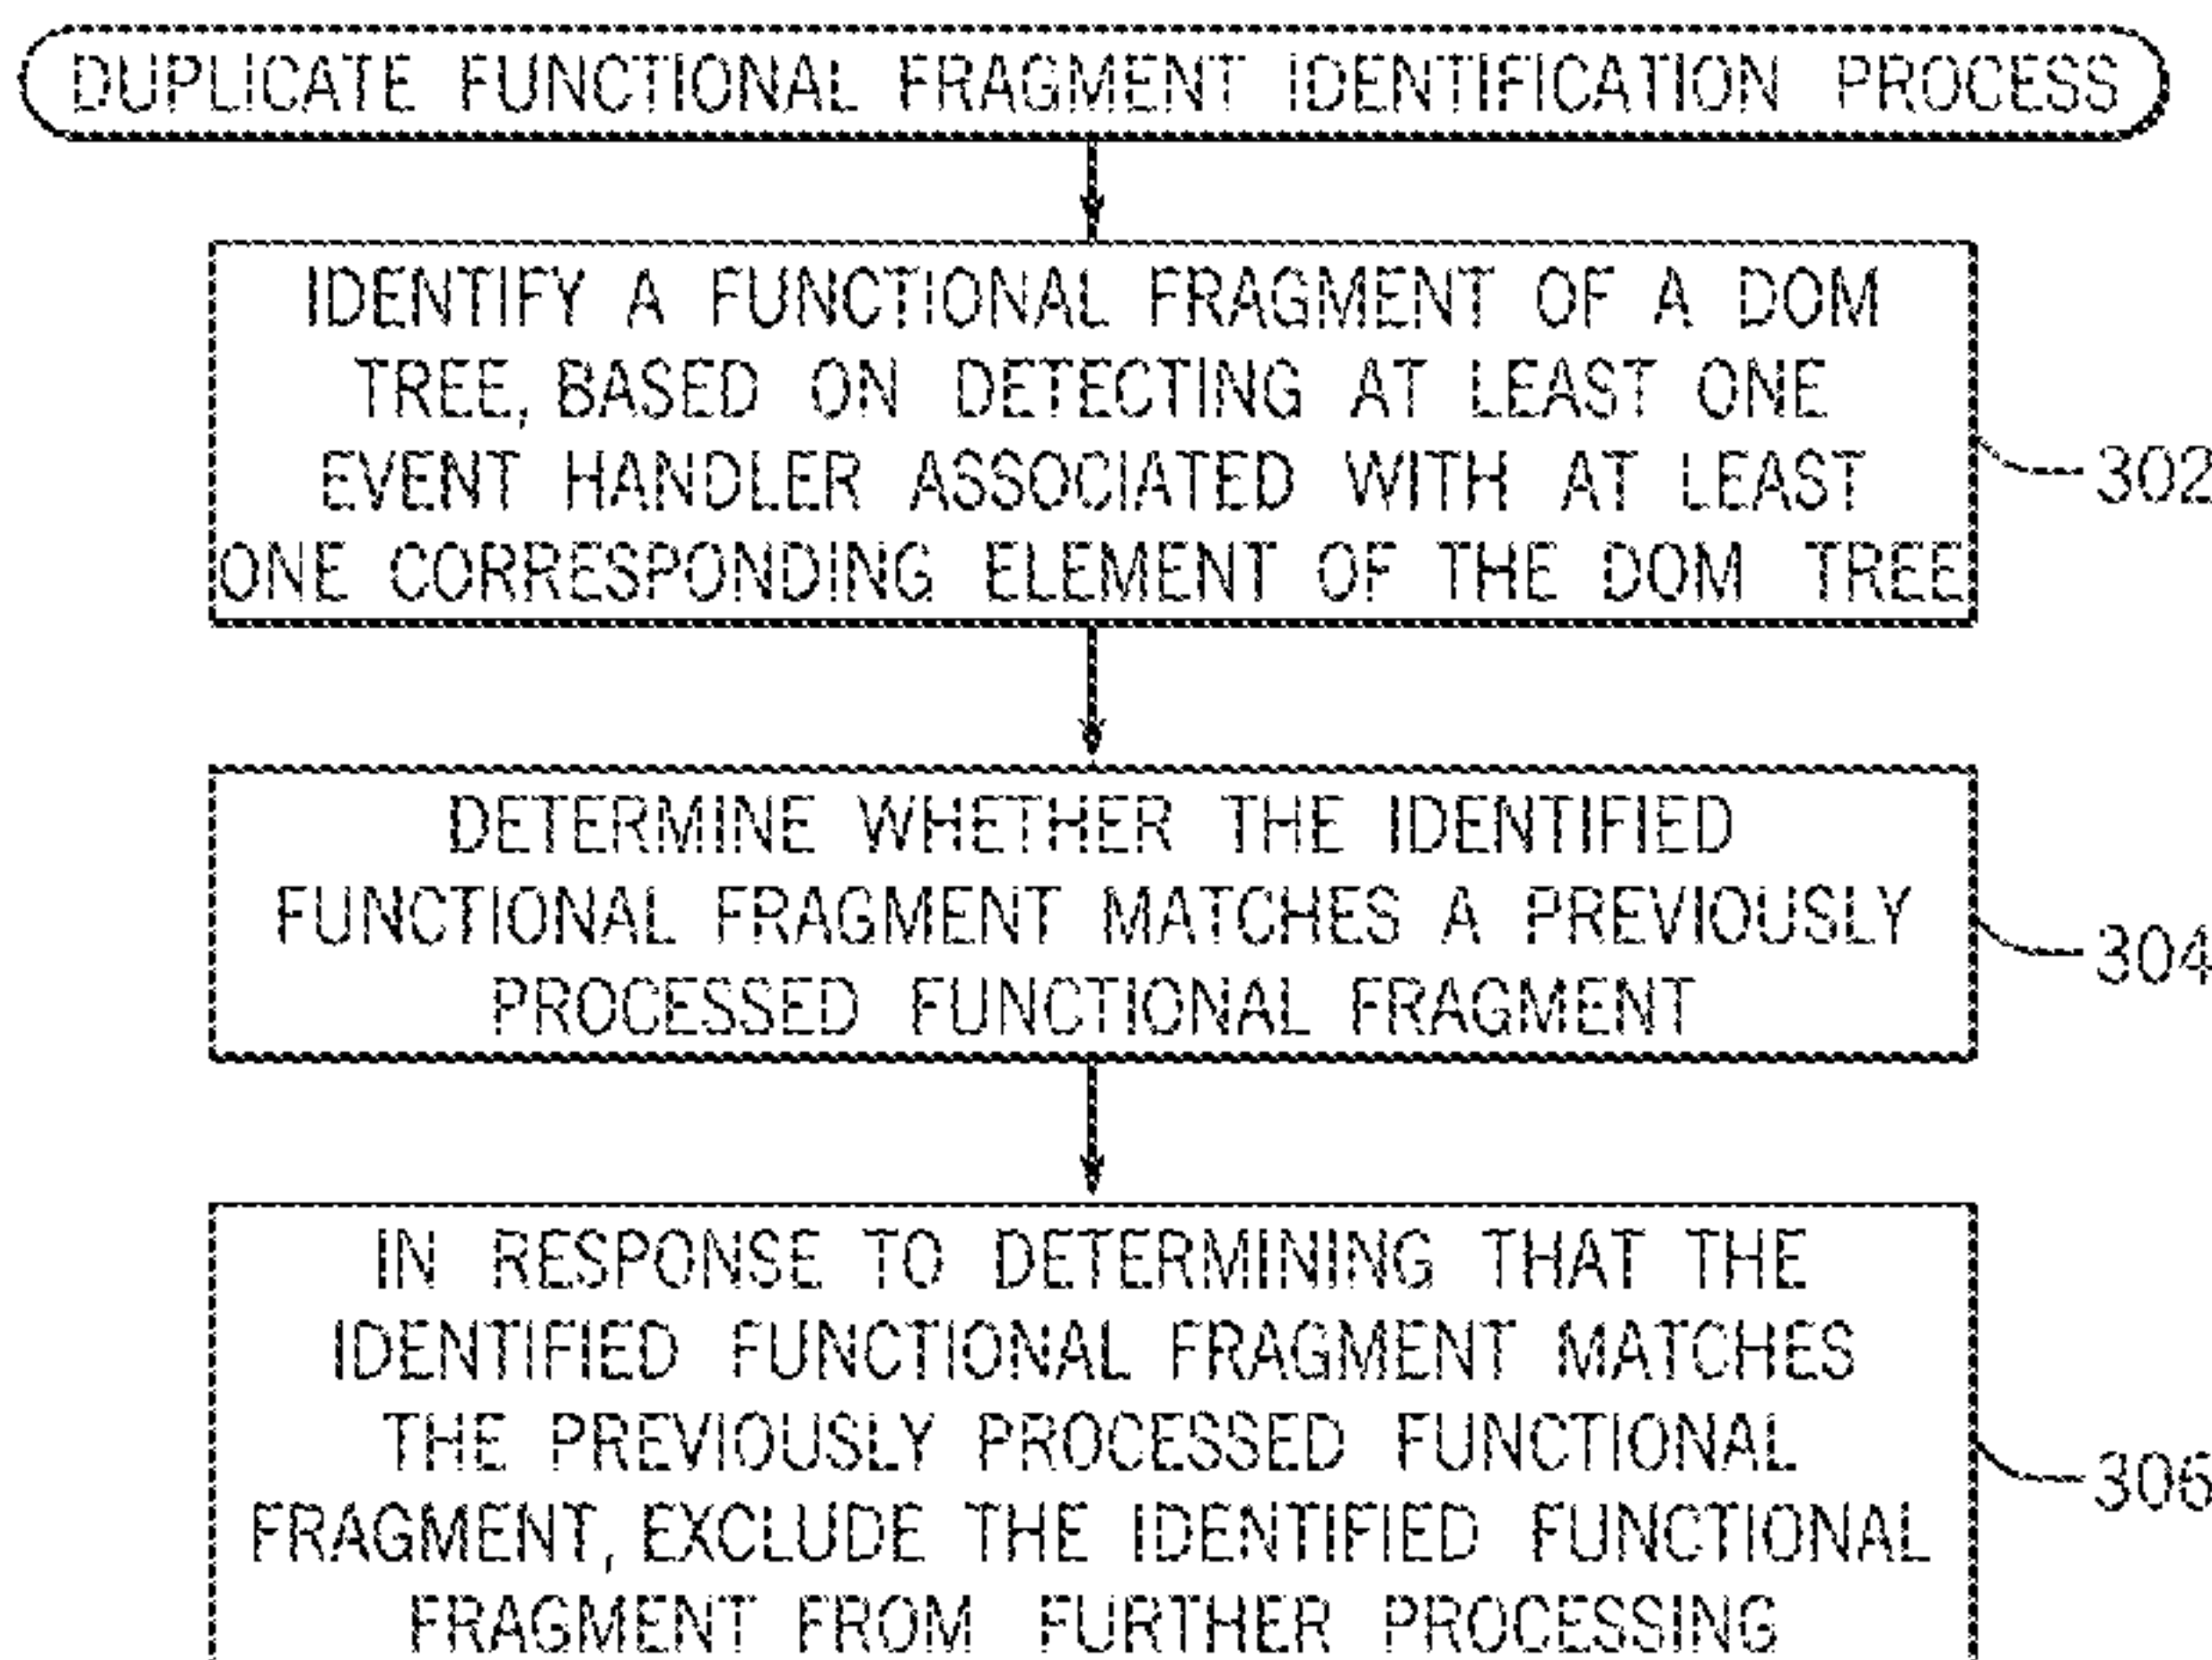 DUPLICATE FUNCTIONAL FRAGMENT IDENTIFICATION PROCESS
IDENTIFY A FUNCTIONAL FRAGMENT OF A DOM
TREE, BASED ON DETECTING AT LEAST ONE
EVENT HANDLER ASSOCIATED WITH AT LEAST
ONE CORRESPONDING ELEMENT OF THE DOM TREE
302
DETERMINE WHETHER THE IDENTIFIED
FUNCTIONAL FRAGMENT MATCHES A PREVIOUSLY
PROCESSED FUNCTIONAL FRAGMENT
304
IN RESPONSE TO DETERMINING THAT THE
IDENTIFIED FUNCTIONAL FRAGMENT MATCHES
THE PREVIOUSLY PROCESSED FUNCTIONAL
FRAGMENT, EXCLUDE THE IDENTIFIED FUNCTIONAL
FRAGMENT FROM FURTHER PROCESSING
306